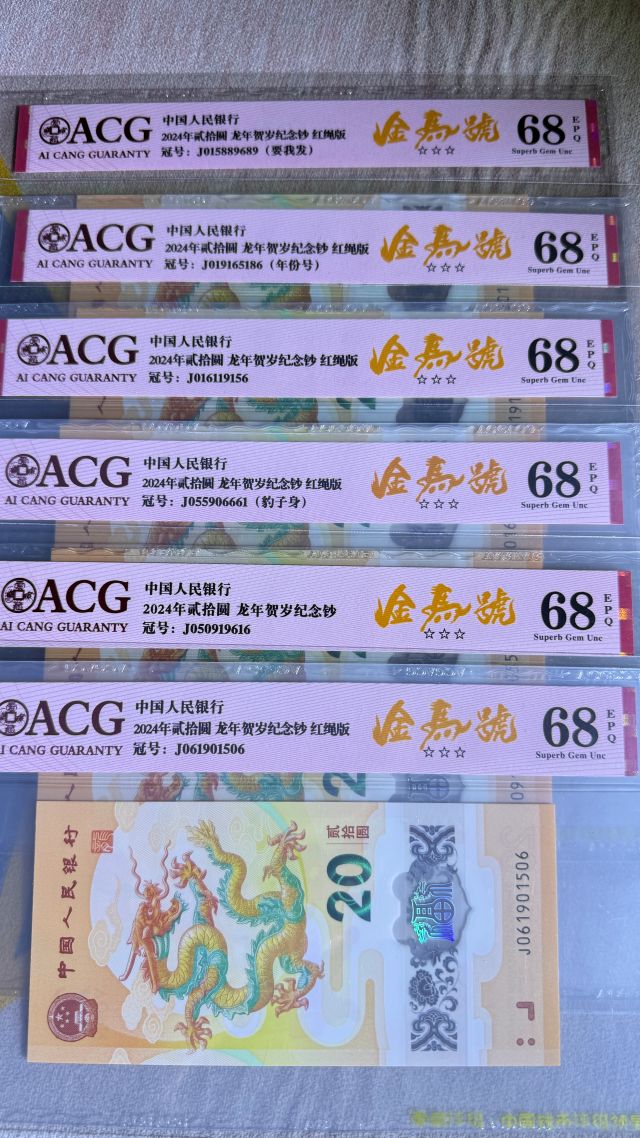 ACG
AI CANG GUARANTY
中国人民银行
2024年贰拾圆 龙年贺岁纪念钞 红绳版
冠号：J015889689（要我发）
金馬號
☆☆☆
68
EPQ
Superb Gem Unc
ACG
AI CANG GUARANTY
中国人民银行
2024年贰拾圆 龙年贺岁纪念钞 红绳版
冠号：J019165186（年份号）
金馬號
☆☆☆
68
EPQ
Superb Gem Unc
ACG
AI CANG GUARANTY
中国人民银行
2024年贰拾圆 龙年贺岁纪念钞 红绳版
冠号：J016119156
金馬號
☆☆☆
68
EPQ
Superb Gem Unc
ACG
AI CANG GUARANTY
中国人民银行
2024年贰拾圆 龙年贺岁纪念钞 红绳版
冠号：J055906661（豹子身）
金馬號
☆☆☆
68
EPQ
Superb Gem Unc
ACG
AI CANG GUARANTY
中国人民银行
2024年贰拾圆 龙年贺岁纪念钞
冠号：J050919616
金馬號
☆☆☆
68
EPQ
Superb Gem Unc
ACG
AI CANG GUARANTY
中国人民银行
2024年贰拾圆 龙年贺岁纪念钞 红绳版
冠号：J061901506
金馬號
☆☆☆
68
EPQ
Superb Gem Unc
中国人民银行
贰拾圆
20
J061901506